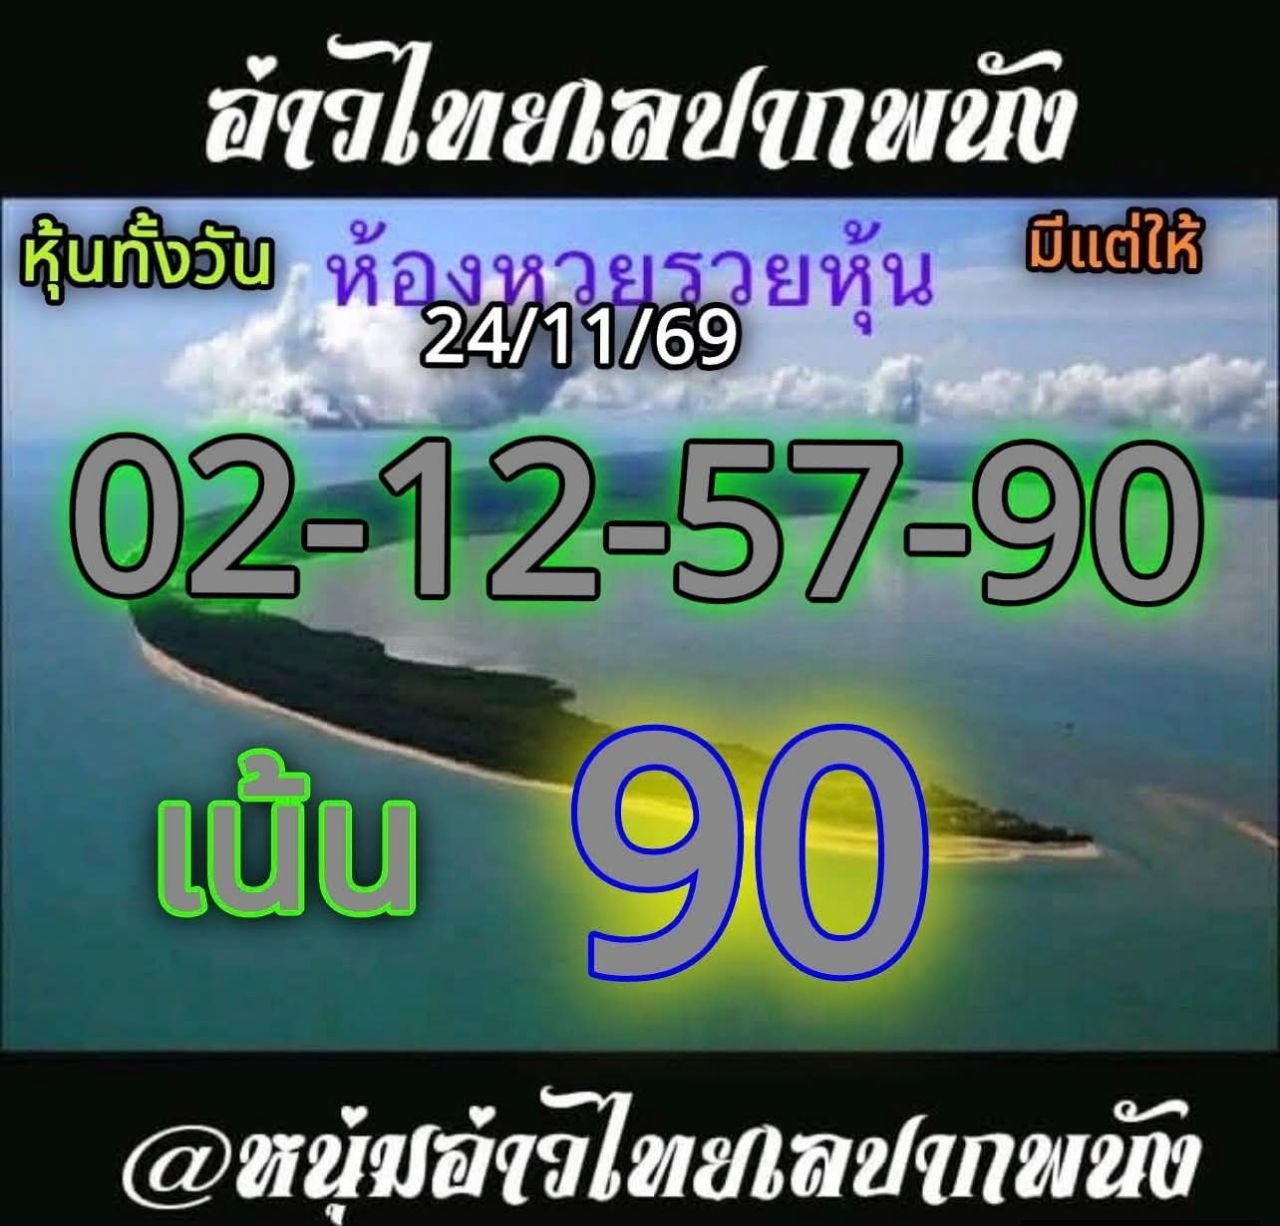 อ่าวไทยเลปากพนัง
หุ้นทั้งวัน ห้องหวยรวยหุ้น มีแต่ให้
24/11/69
02-12-57-90
เน้น 90
@หนุ่มอ่าวไทยเลปากพนัง